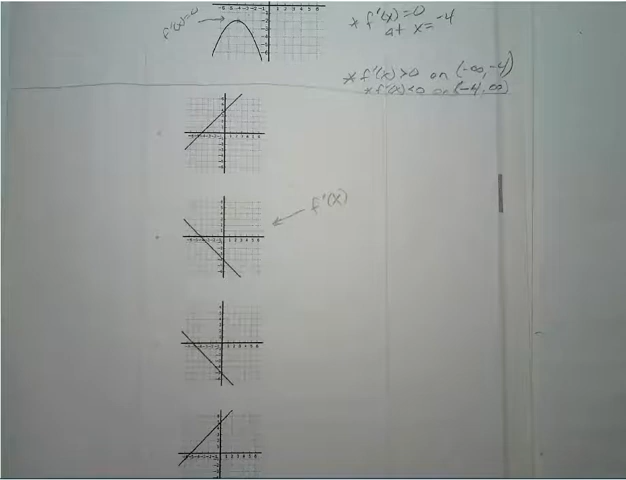 f'(x)=0
* f'(x)=0
at x=-4
* f'(x)>0 on (-∞,-4)
* f'(x)<0 on (-4,∞)
f'(x)